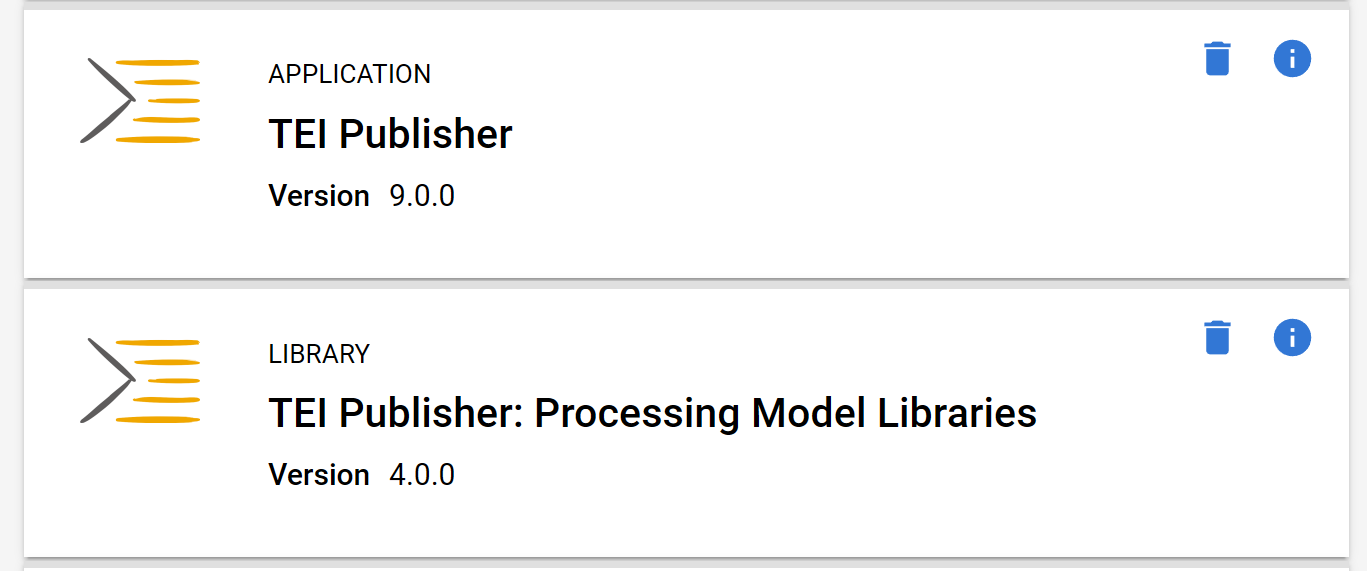 APPLICATION
TEI Publisher
Version 9.0.0
LIBRARY
TEI Publisher: Processing Model Libraries
Version 4.0.0